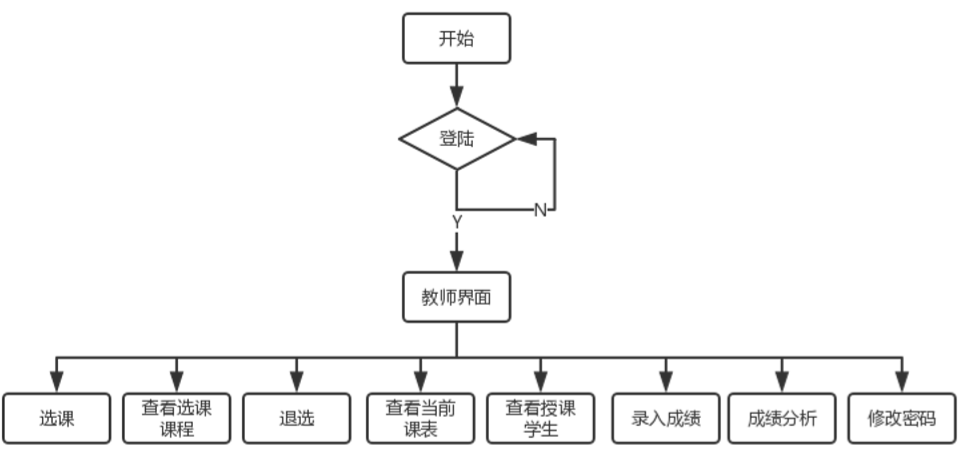 开始
登陆
N
Y
教师界面
选课
查看选课
课程
退选
查看当前
课表
查看授课
学生
录入成绩
成绩分析
修改密码